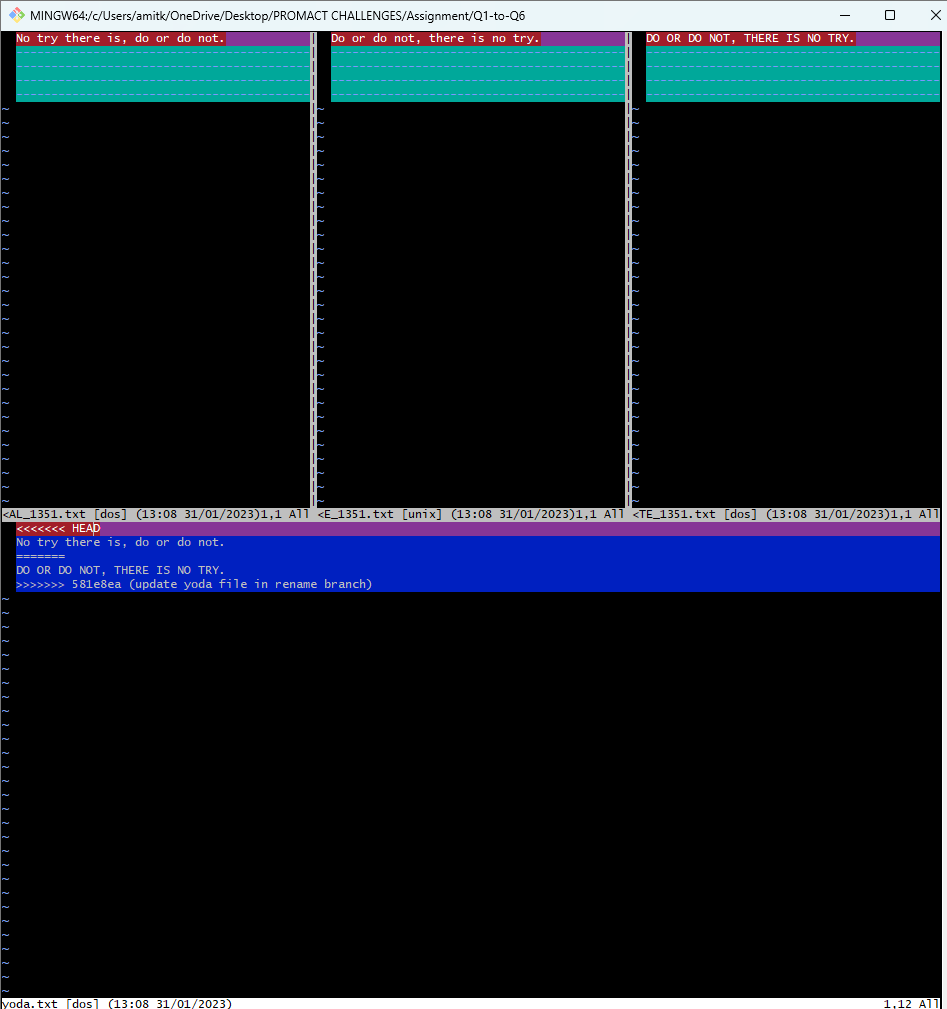 MINGW64:/c/Users/amitk/OneDrive/Desktop/PROMACT CHALLENGES/Assignment/Q1-to-Q6
No try there is, do or do not.
Do or do not, there is no try.
DO OR DO NOT, THERE IS NO TRY.
<AL_1351.txt [dos] (13:08 31/01/2023)1,1 All
<E_1351.txt [unix] (13:08 31/01/2023)1,1 All
<TE_1351.txt [dos] (13:08 31/01/2023)1,1 All
<<<<<<< HEAD
No try there is, do or do not.
=======
DO OR DO NOT, THERE IS NO TRY.
>>>>>>> 581e8ea (update yoda file in rename branch)
yoda.txt [dos] (13:08 31/01/2023) 1,12 All